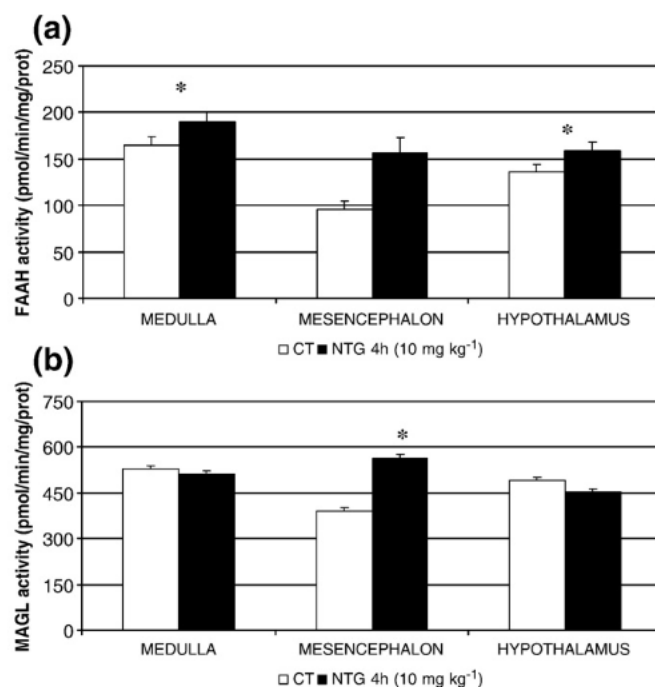 (a)
FAAH activity (pmol/min/mg/prot)
250
200
150
100
50
0
*
*
MEDULLA MESENCEPHALON HYPOTHALAMUS
□ CT ■ NTG 4h (10 mg kg⁻¹)
(b)
MAGL activity (pmol/min/mg/prot)
750
600
450
300
150
0
*
MEDULLA MESENCEPHALON HYPOTHALAMUS
□ CT ■ NTG 4h (10 mg kg⁻¹)